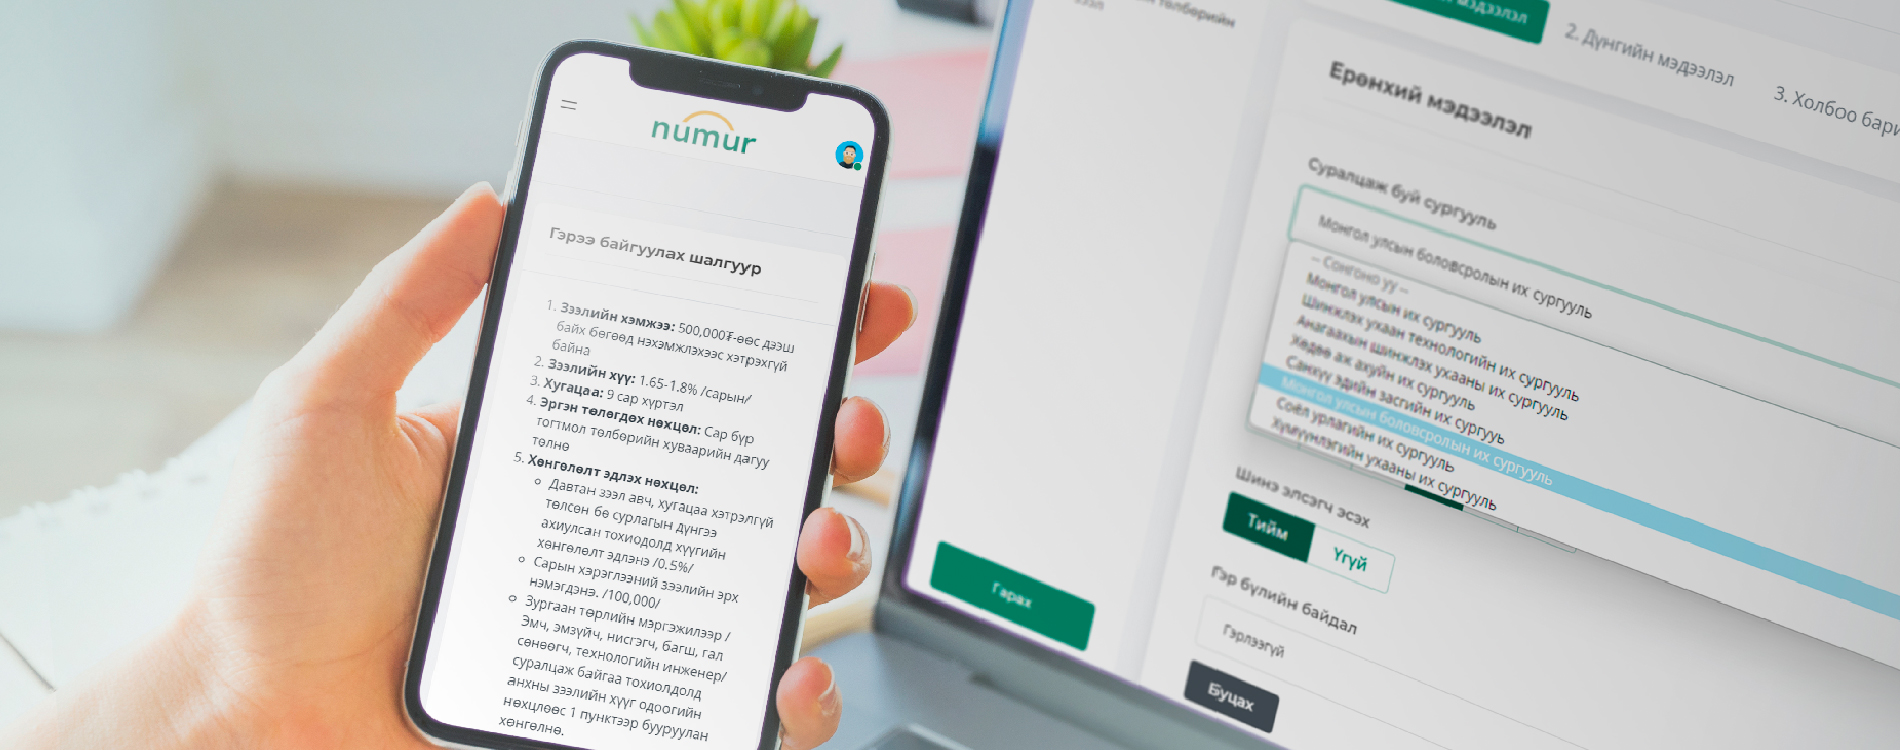 numur
Гэрээ байгуулах шалгуур
1. Зээлийн хэмжээ: 500,000₮-өөс дээш
байх бөгөөд нэхэмжлэхээс хэтрэхгүй
байна
2. Зээлийн хүү: 1.65-1.8% /сарын/
3. Хугацаа: 9 сар хүртэл
4. Эргэн төлөгдөх нөхцөл: Сар бүр
тогтмол төлбөрийн хуваарийн дагуу
төлнө
5. Хөнгөлөлт эдлэх нөхцөл:
Давтан зээл авч, хугацаа хэтрэлгүй
төлсөн бө сурлагын дүнгээ
ахиулсан тохиодолд хүүгийн
хөнгөлөлт эдлэнэ /0.5%/
Сарын хэрэглээний зээлийн эрх
нэмэгдэнэ. /100,000/
Зургаан төрлийн мэргэжилээр /
Эмч, эмзүйч, нисгэгч, багш, гал
сөнөөгч, технологийн инженер/
суралцаж байгаа тохиолдолд
анхны зээлийн хүүг одоогийн
нөхцлөөс 1 пунктээр бууруулан
хөнгөлнө.
төлбөрийн
зээл
мэдээлэл
2. Дүнгийн мэдээлэл
3. Холбоо бари
Ерөнхий мэдээлэл
Суралцаж буй сургууль
Монгол улсын боловсролын их сургууль
-- Сонгоно уу --
Монгол улсын их сургууль
Шинжлэх ухаан технологийн их сургууль
Анагаахын шинжлэх ухааны их сургууль
Хөдөө аж ахуйн их сургууль
Санхүү эдийн засгийн их сургууь
Монгол улсын боловсролын их сургууль
Соёл урлагийн их сургууль
Хүмүүнлэгийн ухааны их сургууль
Шинэ элсэгч эсэх
Тийм
Үгүй
Гэр бүлийн байдал
Гэрлээгүй
Буцах
Гарах